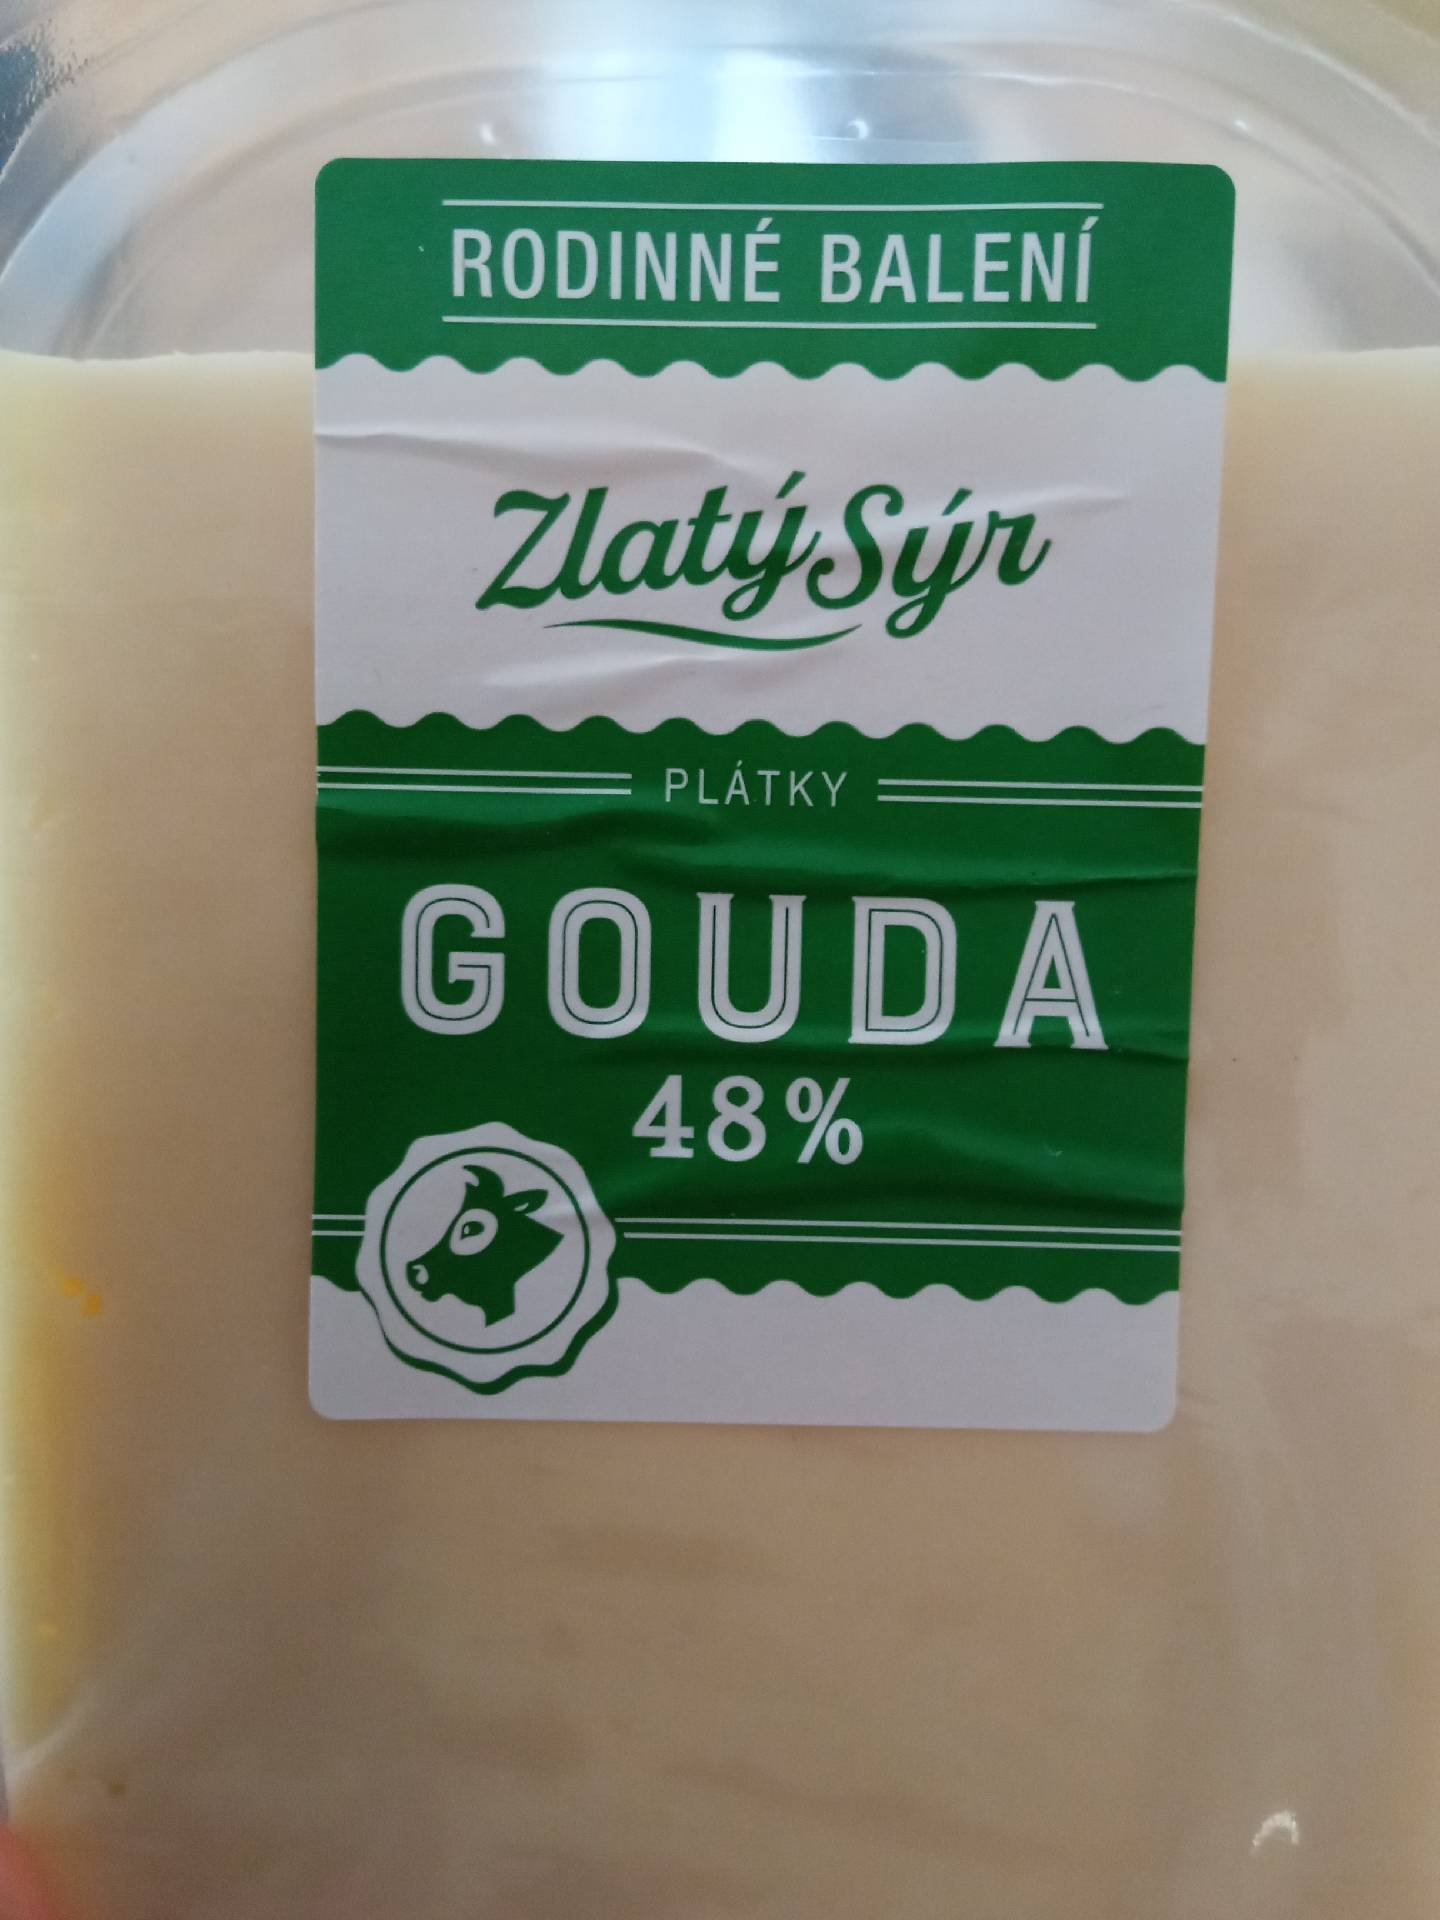 RODINNÉ BALENÍ
Zlatý Sýr
PLÁTKY
GOUDA
48%